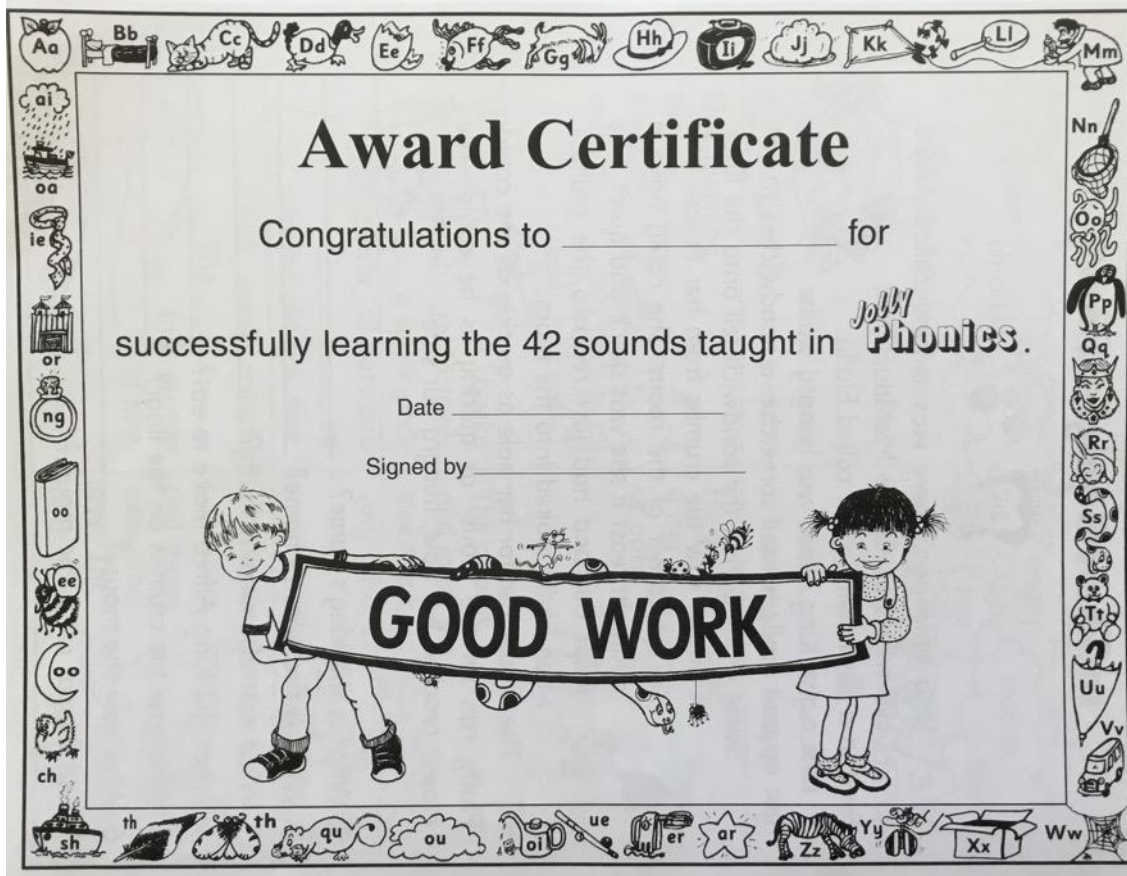 Aa Bb Cc Dd Ee Ff Gg Hh Ii Jj Kk Ll Mm
Nn
Oo
Pp
Qq
Rr
Ss
Tt
Uu
Vv
Ww
Xx
Yy
Zz
ar
er
ue
oi
ou
qu
th
th
sh
ch
oo
ee
oo
ng
or
ie
oa
ai
Award Certificate
Congratulations to ____________ for
successfully learning the 42 sounds taught in Jolly Phonics.
Date ____________
Signed by ____________
GOOD WORK